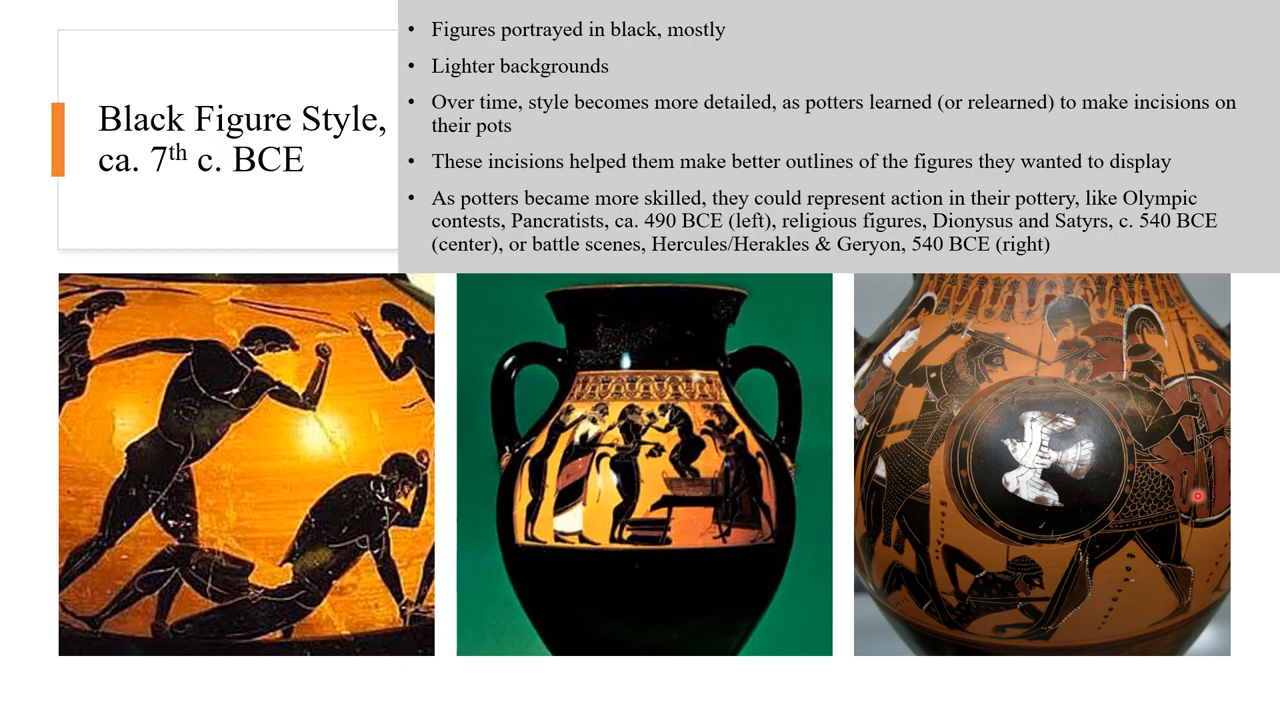 Black Figure Style,
ca. 7th c. BCE
• Figures portrayed in black, mostly
• Lighter backgrounds
• Over time, style becomes more detailed, as potters learned (or relearned) to make incisions on
their pots
• These incisions helped them make better outlines of the figures they wanted to display
• As potters became more skilled, they could represent action in their pottery, like Olympic
contests, Pancratists, ca. 490 BCE (left), religious figures, Dionysus and Satyrs, c. 540 BCE
(center), or battle scenes, Hercules/Herakles & Geryon, 540 BCE (right)